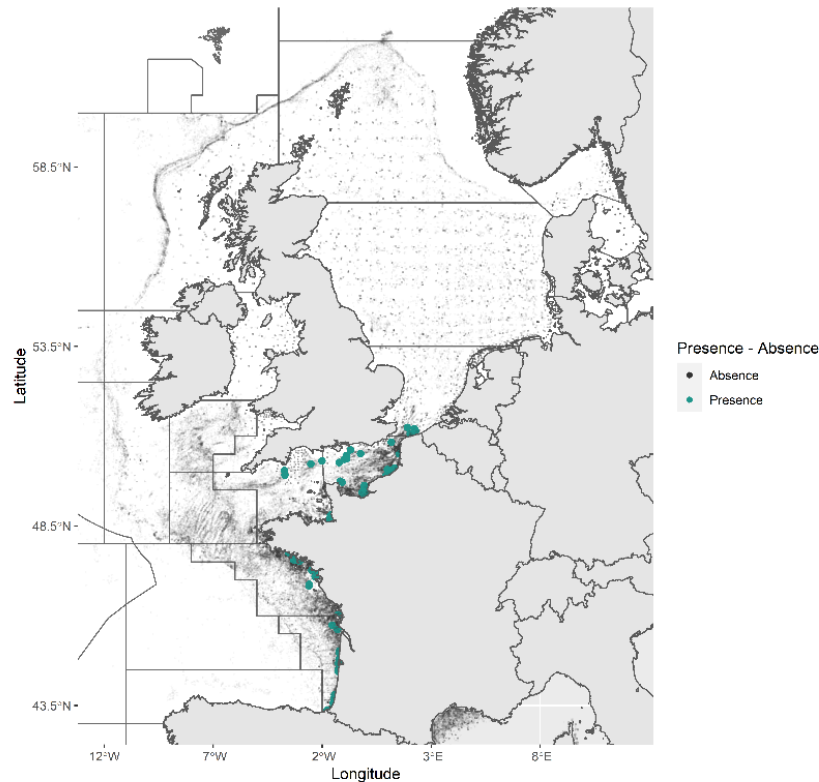 58.5°N
53.5°N
48.5°N
43.5°N
Latitude
12°W
7°W
2°W
3°E
8°E
Longitude
Presence - Absence
Absence
Presence